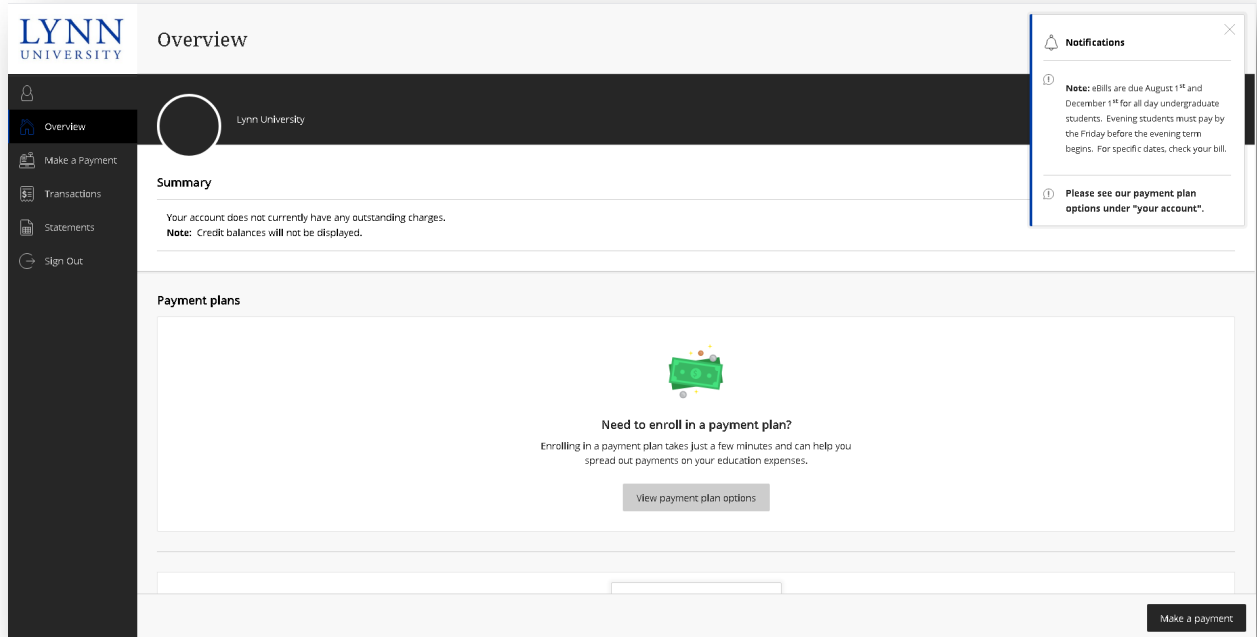 LYNN
UNIVERSITY
Overview
Overview
Make a Payment
Transactions
Statements
Sign Out
Lynn University
Summary
Your account does not currently have any outstanding charges.
Note: Credit balances will not be displayed.
Payment plans
Need to enroll in a payment plan?
Enrolling in a payment plan takes just a few minutes and can help you
spread out payments on your education expenses.
View payment plan options
Make a payment
Notifications
Note: eBills are due August 1st and
December 1st for all day undergraduate
students. Evening students must pay by
the Friday before the evening term
begins. For specific dates, check your bill.
Please see our payment plan
options under "your account".